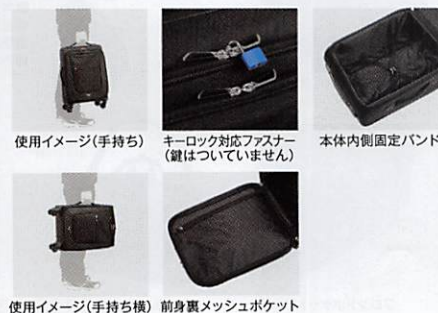 使用イメージ(手持ち)
キーロック対応ファスナー
(鍵はついていません)
本体内側固定バンド
使用イメージ(手持ち横)
前身裏メッシュポケット